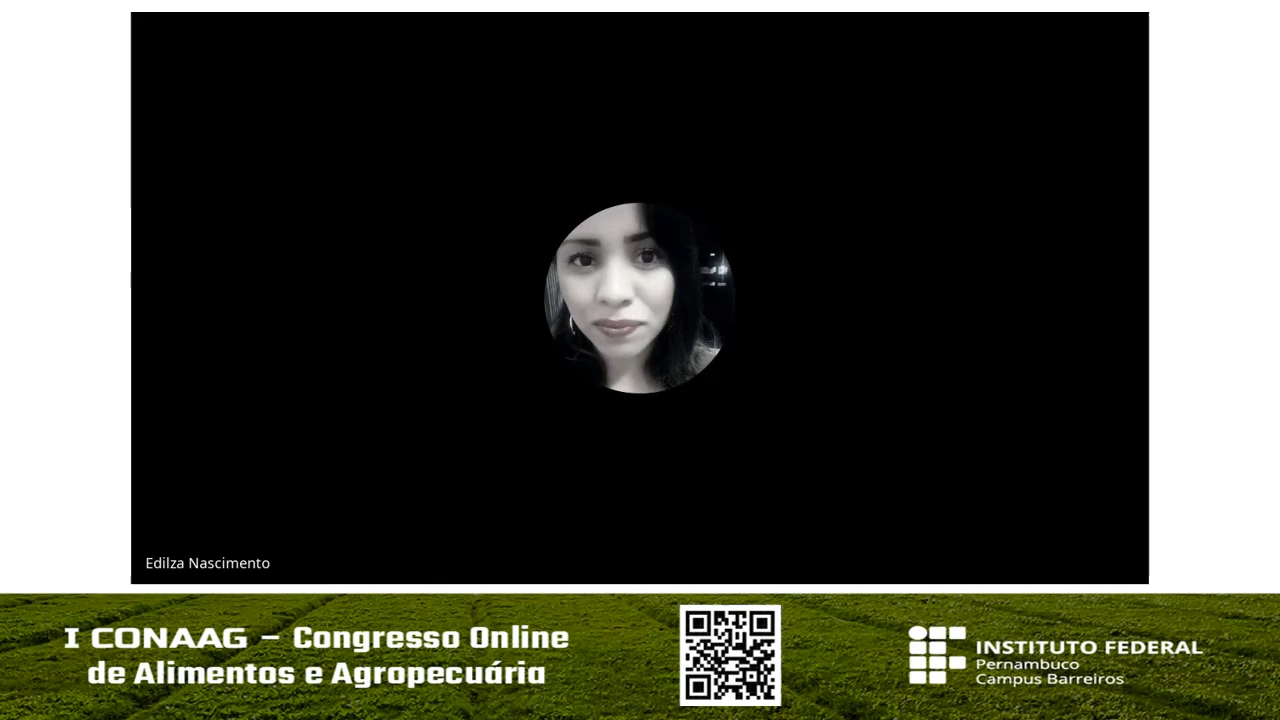 Edilza Nascimento
I CONAAG – Congresso Online
de Alimentos e Agropecuária
INSTITUTO FEDERAL
Pernambuco
Campus Barreiros